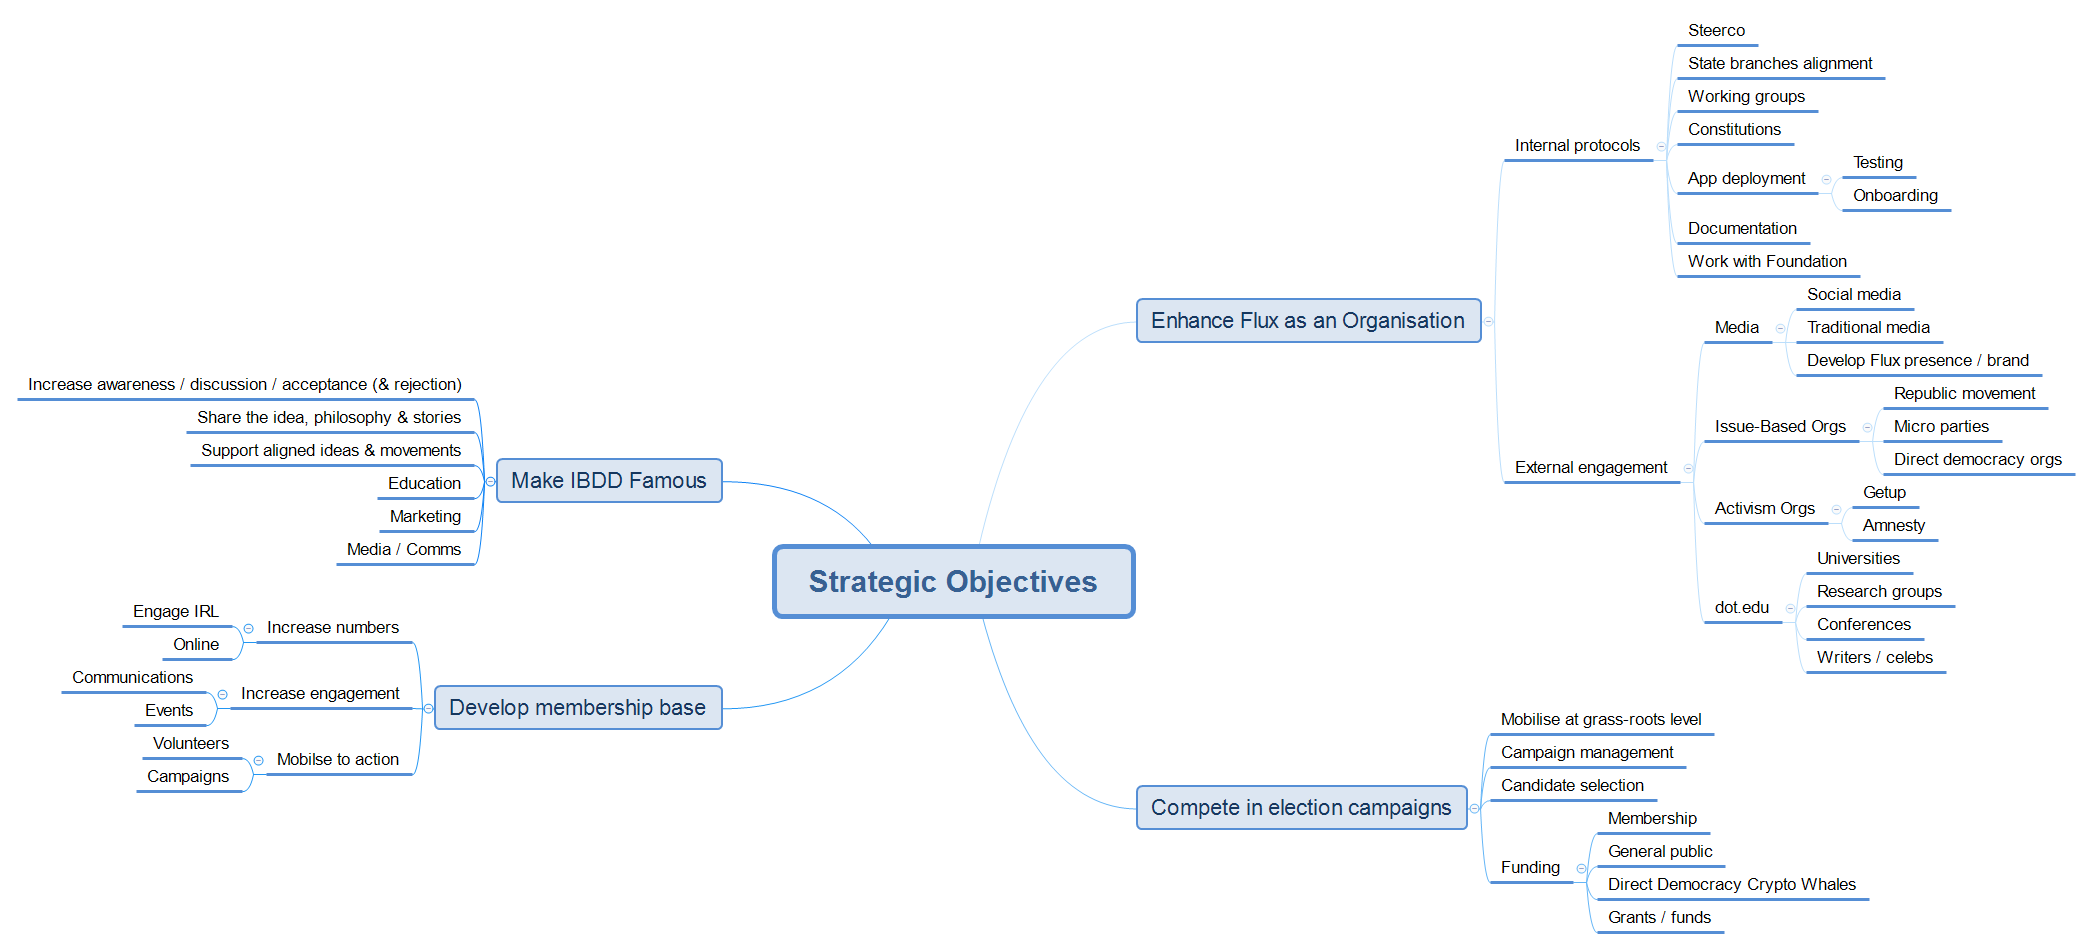 Strategic Objectives
Enhance Flux as an Organisation
Internal protocols
Steerco
State branches alignment
Working groups
Constitutions
App deployment
Testing
Onboarding
Documentation
Work with Foundation
External engagement
Media
Social media
Traditional media
Develop Flux presence / brand
Issue-Based Orgs
Republic movement
Micro parties
Direct democracy orgs
Activism Orgs
Getup
Amnesty
dot.edu
Universities
Research groups
Conferences
Writers / celebs
Compete in election campaigns
Mobilise at grass-roots level
Campaign management
Candidate selection
Funding
Membership
General public
Direct Democracy Crypto Whales
Grants / funds
Make IBDD Famous
Increase awareness / discussion / acceptance (& rejection)
Share the idea, philosophy & stories
Support aligned ideas & movements
Education
Marketing
Media / Comms
Develop membership base
Increase numbers
Engage IRL
Online
Increase engagement
Communications
Events
Mobilse to action
Volunteers
Campaigns